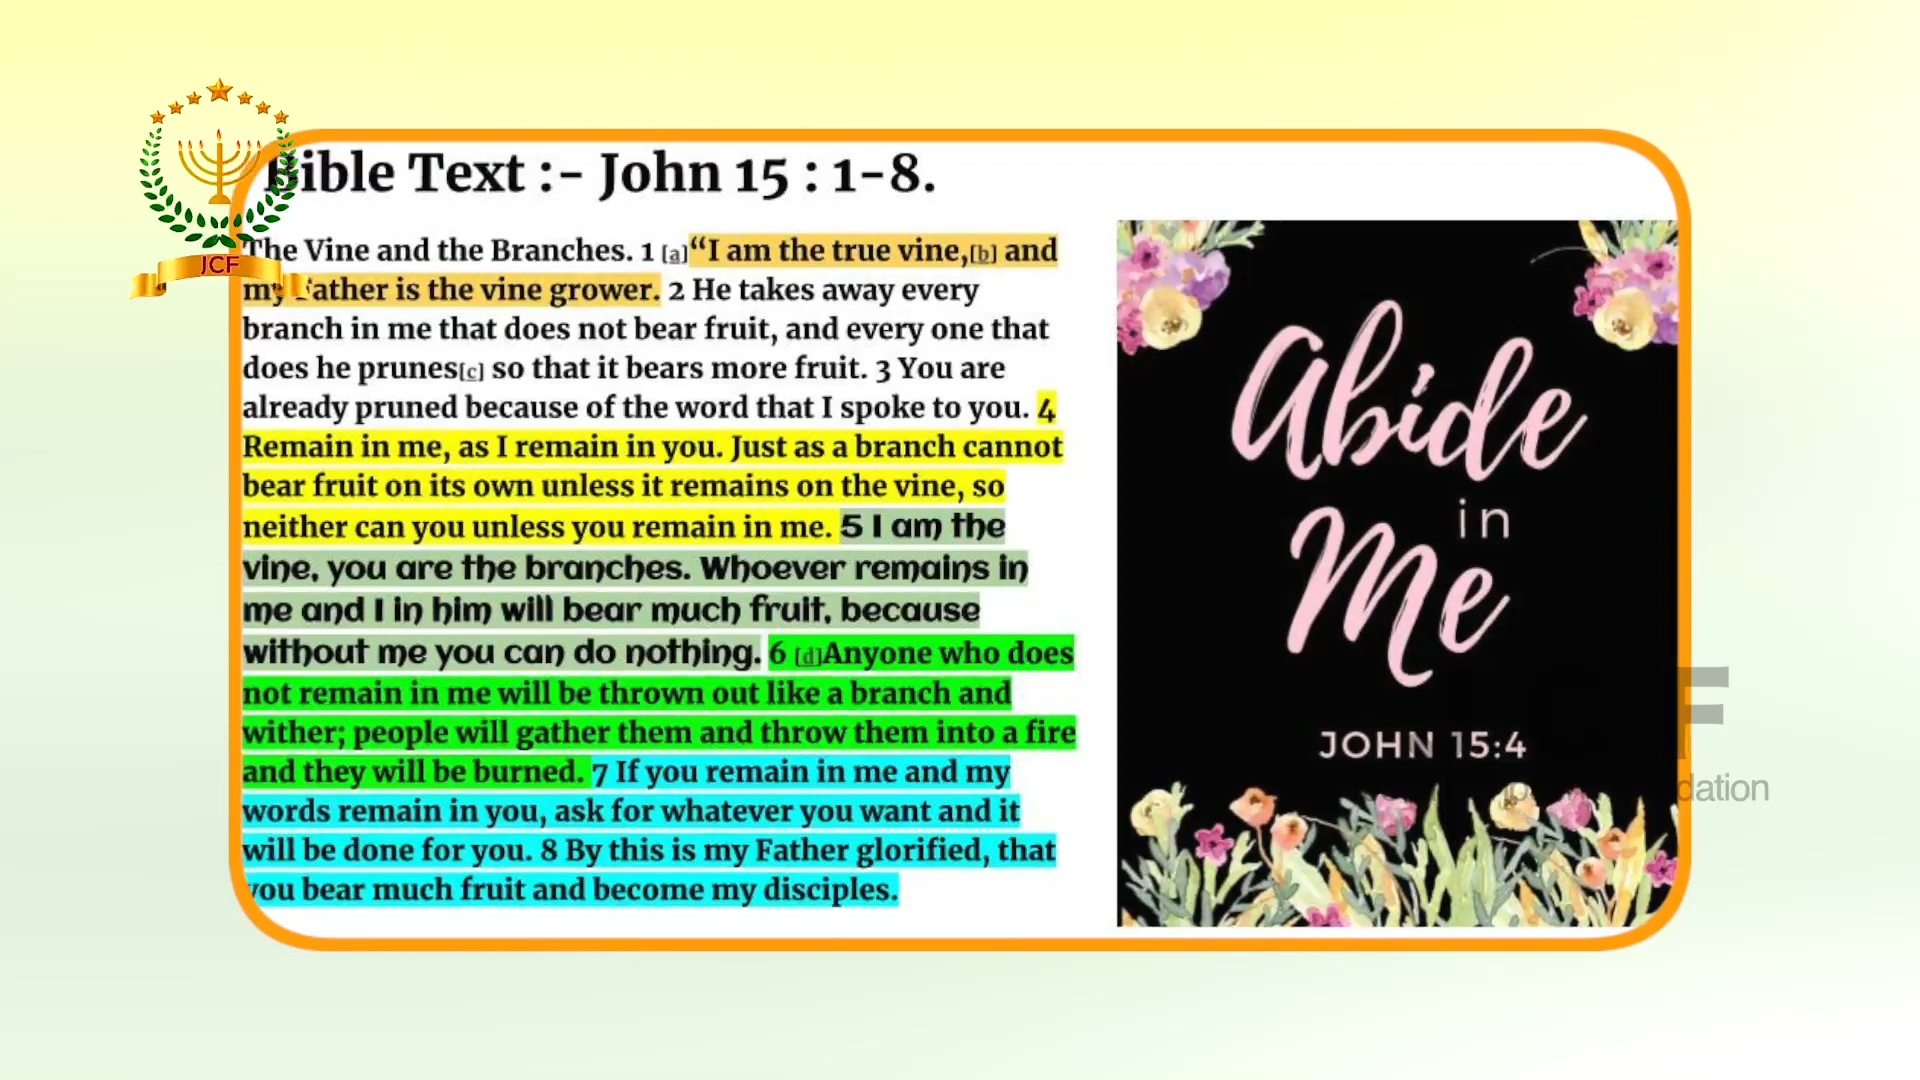 JCF
Bible Text :- John 15 : 1-8.
The Vine and the Branches. 1 [a]“I am the true vine,[b] and
my Father is the vine grower. 2 He takes away every
branch in me that does not bear fruit, and every one that
does he prunes[c] so that it bears more fruit. 3 You are
already pruned because of the word that I spoke to you. 4
Remain in me, as I remain in you. Just as a branch cannot
bear fruit on its own unless it remains on the vine, so
neither can you unless you remain in me. 5 I am the
vine, you are the branches. Whoever remains in
me and I in him will bear much fruit, because
without me you can do nothing. 6 [d]Anyone who does
not remain in me will be thrown out like a branch and
wither; people will gather them and throw them into a fire
and they will be burned. 7 If you remain in me and my
words remain in you, ask for whatever you want and it
will be done for you. 8 By this is my Father glorified, that
you bear much fruit and become my disciples.
Abide
in
Me
JOHN 15:4
F
dation